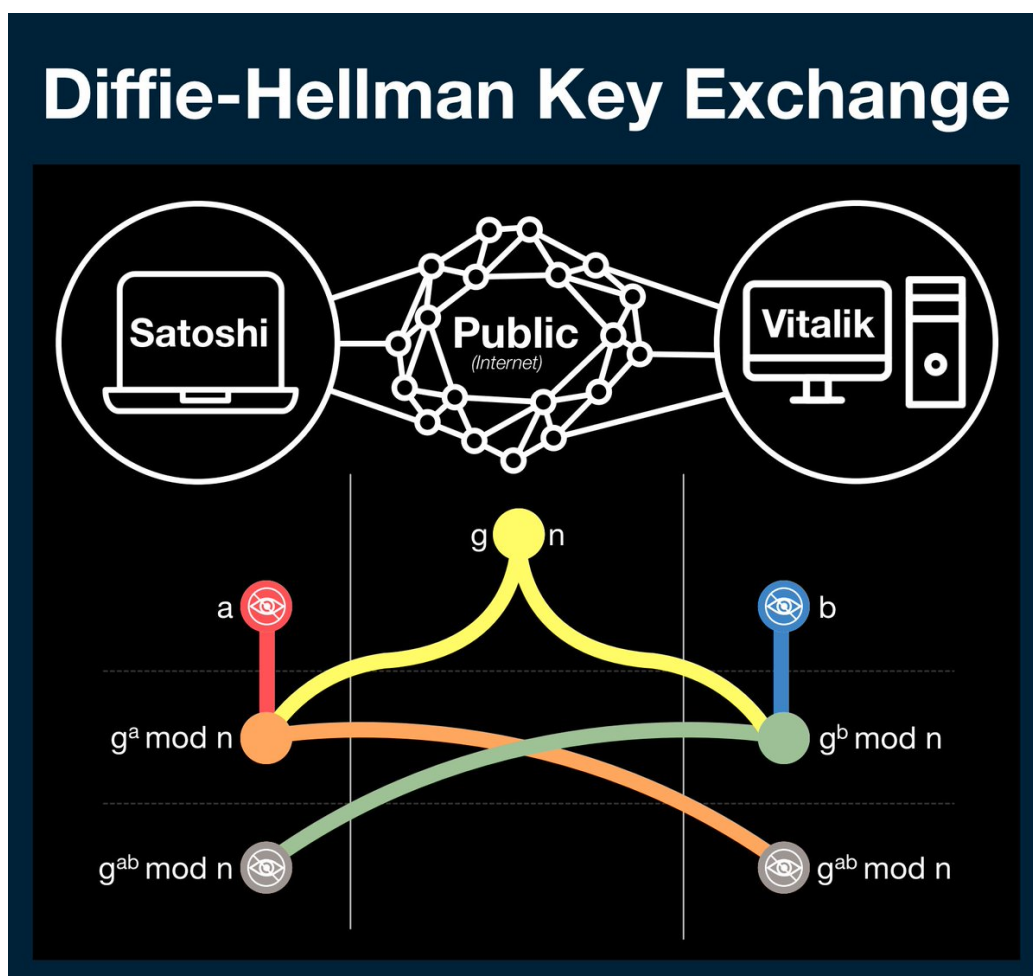 Diffie-Hellman Key Exchange
Satoshi
Public
(Internet)
Vitalik
g n
a
b
gᵃ mod n
gᵇ mod n
gᵃᵇ mod n
gᵃᵇ mod n